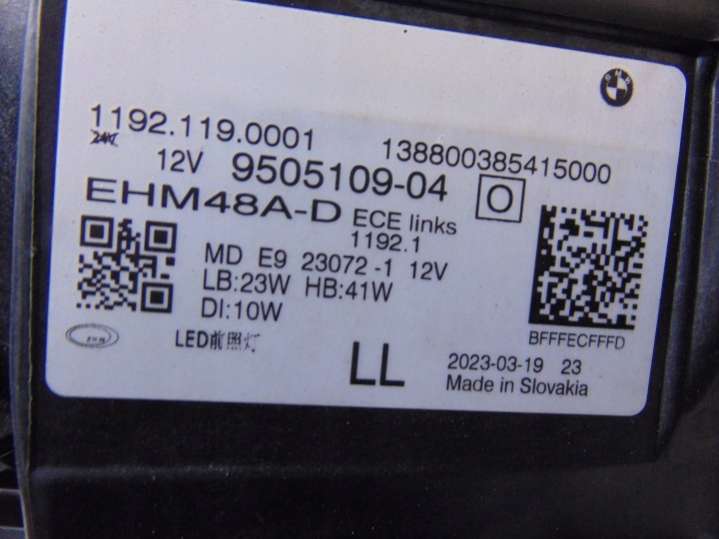 BMW
1192.119.0001
138800385415000
12V 9505109-04 O
EHM48A-D ECE links
1192.1
MD E9 23072-1 12V
LB:23W HB:41W
DI:10W
BFFFECFFFD
LED前照灯
LL
2023-03-19 23
Made in Slovakia